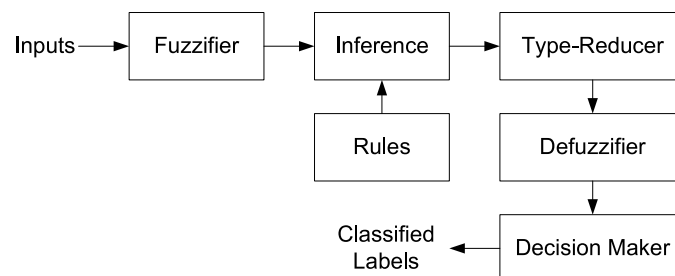 Inputs
Fuzzifier
Inference
Type-Reducer
Rules
Defuzzifier
Classified
Labels
Decision Maker